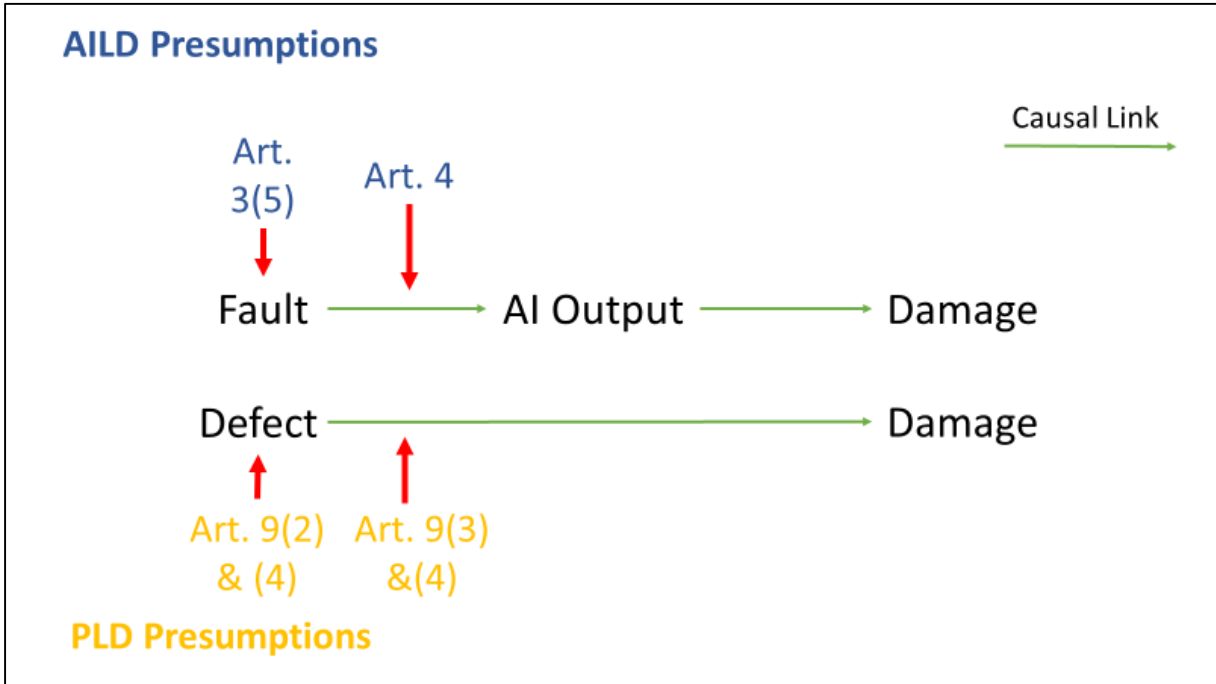 AILD Presumptions
Causal Link
Art.
3(5)
Art. 4
Fault
AI Output
Damage
Defect
Damage
Art. 9(2)
& (4)
Art. 9(3)
&(4)
PLD Presumptions